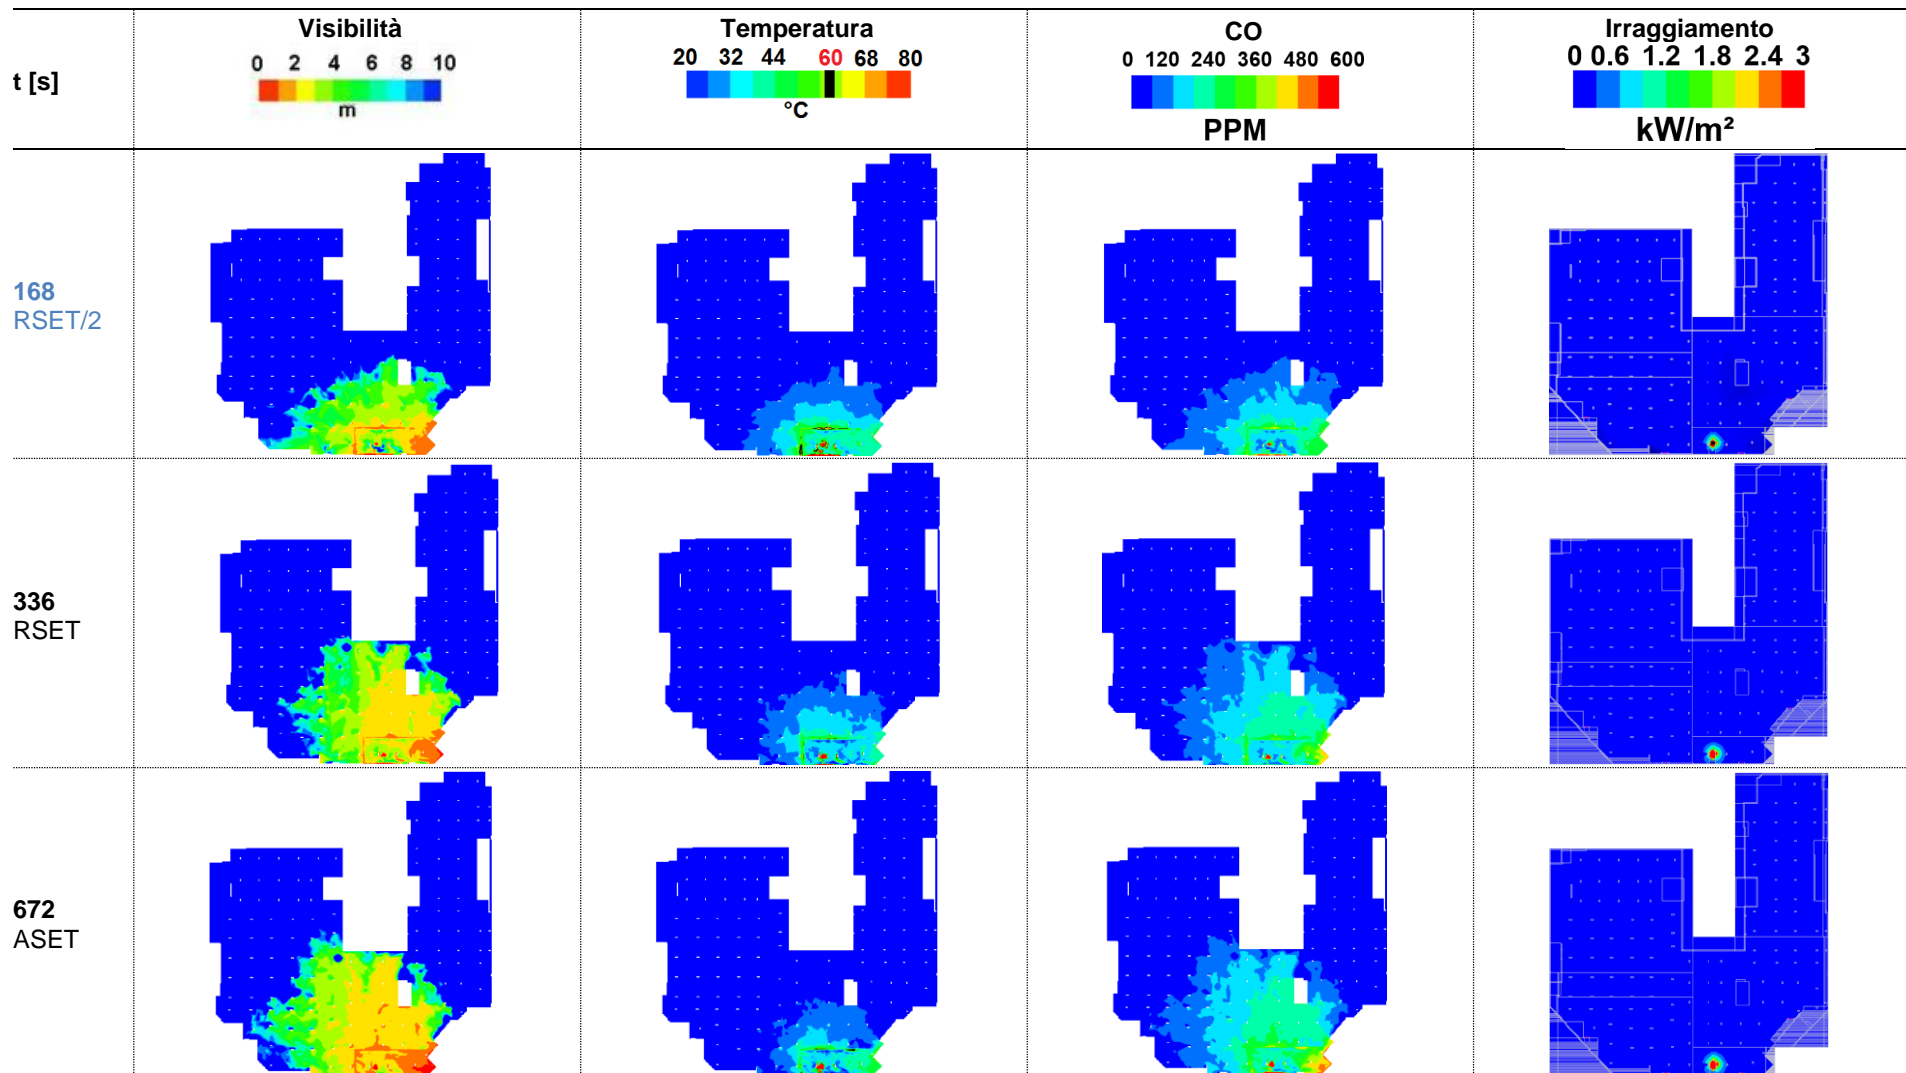 t [s]
Visibilità
0 2 4 6 8 10
m
Temperatura
20 32 44 60 68 80
°C
CO
0 120 240 360 480 600
PPM
Irraggiamento
0 0.6 1.2 1.8 2.4 3
kW/m²
168
RSET/2
336
RSET
672
ASET